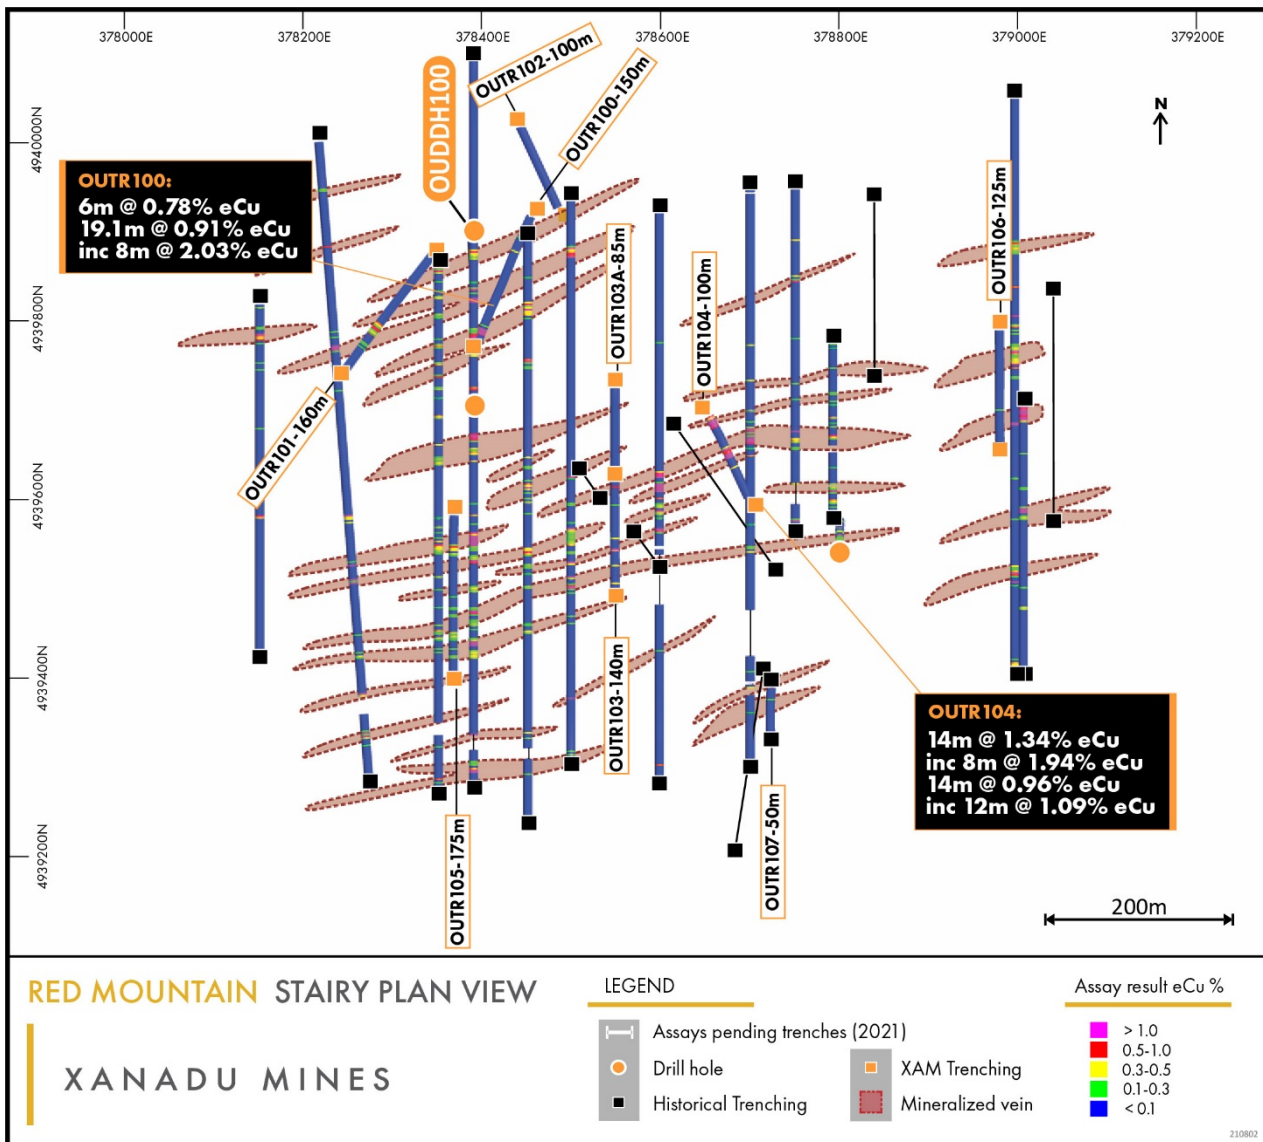 378000E
378200E
378400E
378600E
378800E
379000E
379200E
4940000N
4939800N
4939600N
4939400N
4939200N
N
OUDDH100
OUTR102-100m
OUTR100-150m
OUTR100:
6m @ 0.78% eCu
19.1m @ 0.91% eCu
inc 8m @ 2.03% eCu
OUTR103A-85m
OUTR104-100m
OUTR106-125m
OUTR101-160m
OUTR103-140m
OUTR105-175m
OUTR107-50m
OUTR104:
14m @ 1.34% eCu
inc 8m @ 1.94% eCu
14m @ 0.96% eCu
inc 12m @ 1.09% eCu
200m
RED MOUNTAIN STAIRY PLAN VIEW
XANADU MINES
LEGEND
Assays pending trenches (2021)
Drill hole
Historical Trenching
XAM Trenching
Mineralized vein
Assay result eCu %
> 1.0
0.5-1.0
0.3-0.5
0.1-0.3
< 0.1
210802